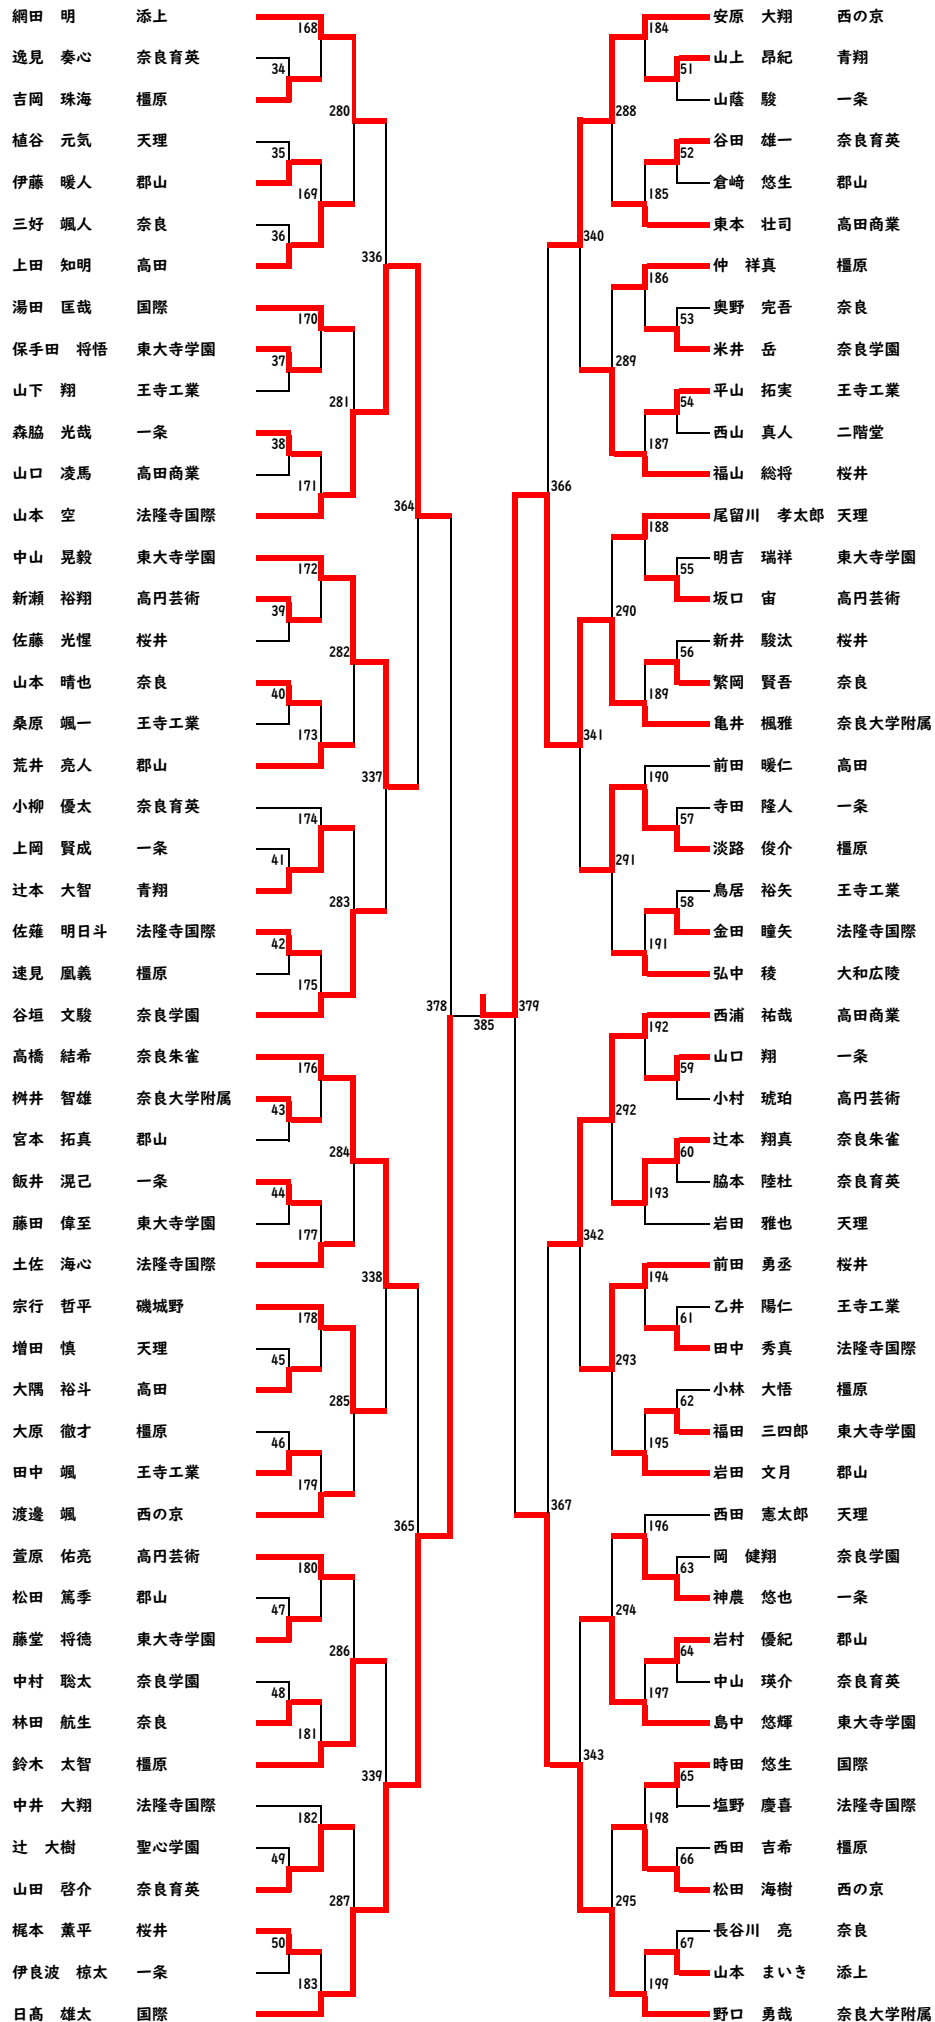 網田 明 添上
逸見 奏心 奈良育英
吉岡 珠海 橿原
植谷 元気 天理
伊藤 暖人 郡山
三好 颯人 奈良
上田 知明 高田
湯田 匡哉 国際
保手田 将悟 東大寺学園
山下 翔 王寺工業
森脇 光哉 一条
山口 凌馬 高田商業
山本 空 法隆寺国際
中山 晃毅 東大寺学園
新瀬 裕翔 高円芸術
佐藤 光惺 桜井
山本 晴也 奈良
桑原 颯一 王寺工業
荒井 亮人 郡山
小柳 優太 奈良育英
上岡 賢成 一条
辻本 大智 青翔
佐薙 明日斗 法隆寺国際
速見 凰義 橿原
谷垣 文駿 奈良学園
高橋 結希 奈良朱雀
桝井 智雄 奈良大学附属
宮本 拓真 郡山
飯井 滉己 一条
藤田 偉至 東大寺学園
土佐 海心 法隆寺国際
宗行 哲平 磯城野
増田 慎 天理
大隅 裕斗 高田
大原 徹才 橿原
田中 颯 王寺工業
渡邊 颯 西の京
萱原 佑亮 高円芸術
松田 篤季 郡山
藤堂 将徳 東大寺学園
中村 聡太 奈良学園
林田 航生 奈良
鈴木 太智 橿原
中井 大翔 法隆寺国際
辻 大樹 聖心学園
山田 啓介 奈良育英
梶本 薫平 桜井
伊良波 椋太 一条
日髙 雄太 国際
168
34
280
35
169
36
336
170
37
281
38
171
364
172
39
282
40
173
337
174
41
283
42
175
378
176
43
284
44
177
338
178
45
285
46
179
365
180
47
286
48
181
339
182
49
287
50
183
385
安原 大翔 西の京
山上 昂紀 青翔
山蔭 駿 一条
谷田 雄一 奈良育英
倉﨑 悠生 郡山
東本 壮司 高田商業
仲 祥真 橿原
奥野 完吾 奈良
米井 岳 奈良学園
平山 拓実 王寺工業
西山 真人 二階堂
福山 総将 桜井
尾留川 孝太郎 天理
明吉 瑞祥 東大寺学園
坂口 宙 高円芸術
新井 駿汰 桜井
繁岡 賢吾 奈良
亀井 楓雅 奈良大学附属
前田 暖仁 高田
寺田 隆人 一条
淡路 俊介 橿原
鳥居 裕矢 王寺工業
金田 瞳矢 法隆寺国際
弘中 稜 大和広陵
西浦 祐哉 高田商業
山口 翔 一条
小村 琥珀 高円芸術
辻本 翔真 奈良朱雀
脇本 陸杜 奈良育英
岩田 雅也 天理
前田 勇丞 桜井
乙井 陽仁 王寺工業
田中 秀真 法隆寺国際
小林 大悟 橿原
福田 三四郎 東大寺学園
岩田 文月 郡山
西田 憲太郎 天理
岡 健翔 奈良学園
神農 悠也 一条
岩村 優紀 郡山
中山 瑛介 奈良育英
島中 悠輝 東大寺学園
時田 悠生 国際
塩野 慶喜 法隆寺国際
西田 吉希 橿原
松田 海樹 西の京
長谷川 亮 奈良
山本 まいき 添上
野口 勇哉 奈良大学附属
184
51
288
52
185
340
186
53
289
54
187
366
188
55
290
56
189
341
190
57
291
58
191
379
192
59
292
60
193
342
194
61
293
62
195
367
196
63
294
64
197
343
65
198
66
295
67
199